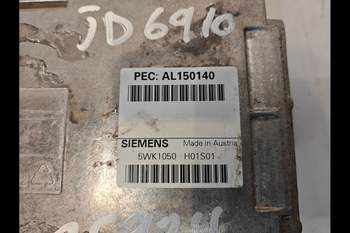 JD 6910
PEC: AL150140
SIEMENS Made in Austria
5WK1050 H01S01